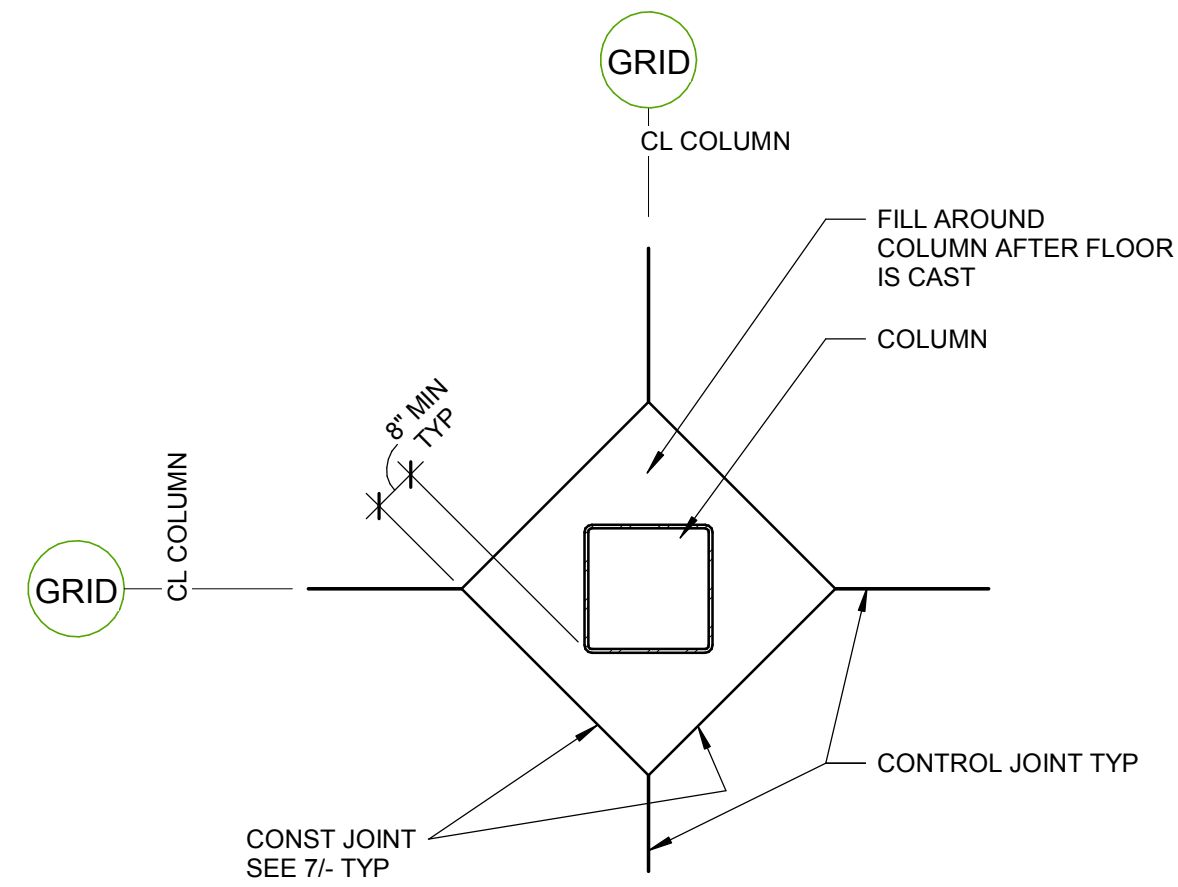 GRID
CL COLUMN
FILL AROUND
COLUMN AFTER FLOOR
IS CAST
COLUMN
8" MIN
TYP
CL COLUMN
GRID
CONTROL JOINT TYP
CONST JOINT
SEE 7/- TYP